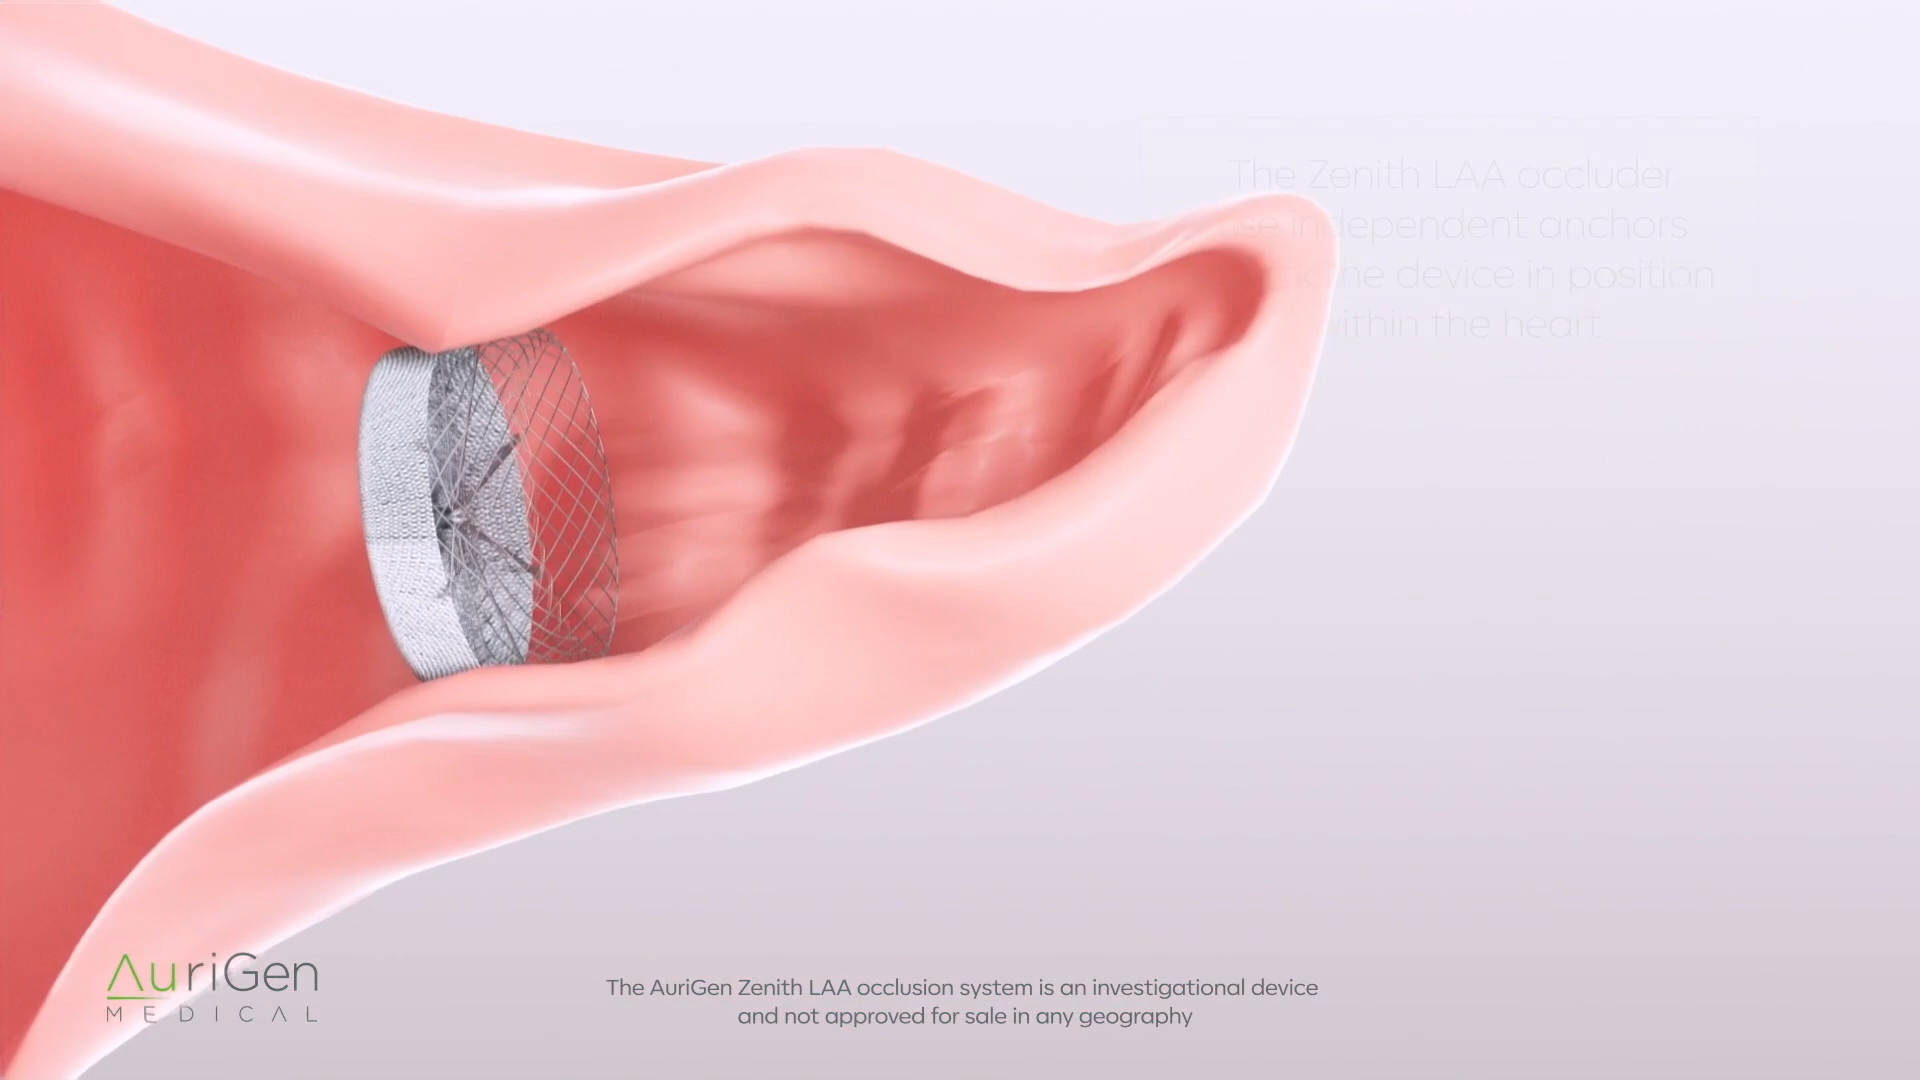 The Zenith LAA occluder
independent anchors
the device in position
within the heart
AuriGen
MEDICAL
The AuriGen Zenith LAA occlusion system is an investigational device
and not approved for sale in any geography